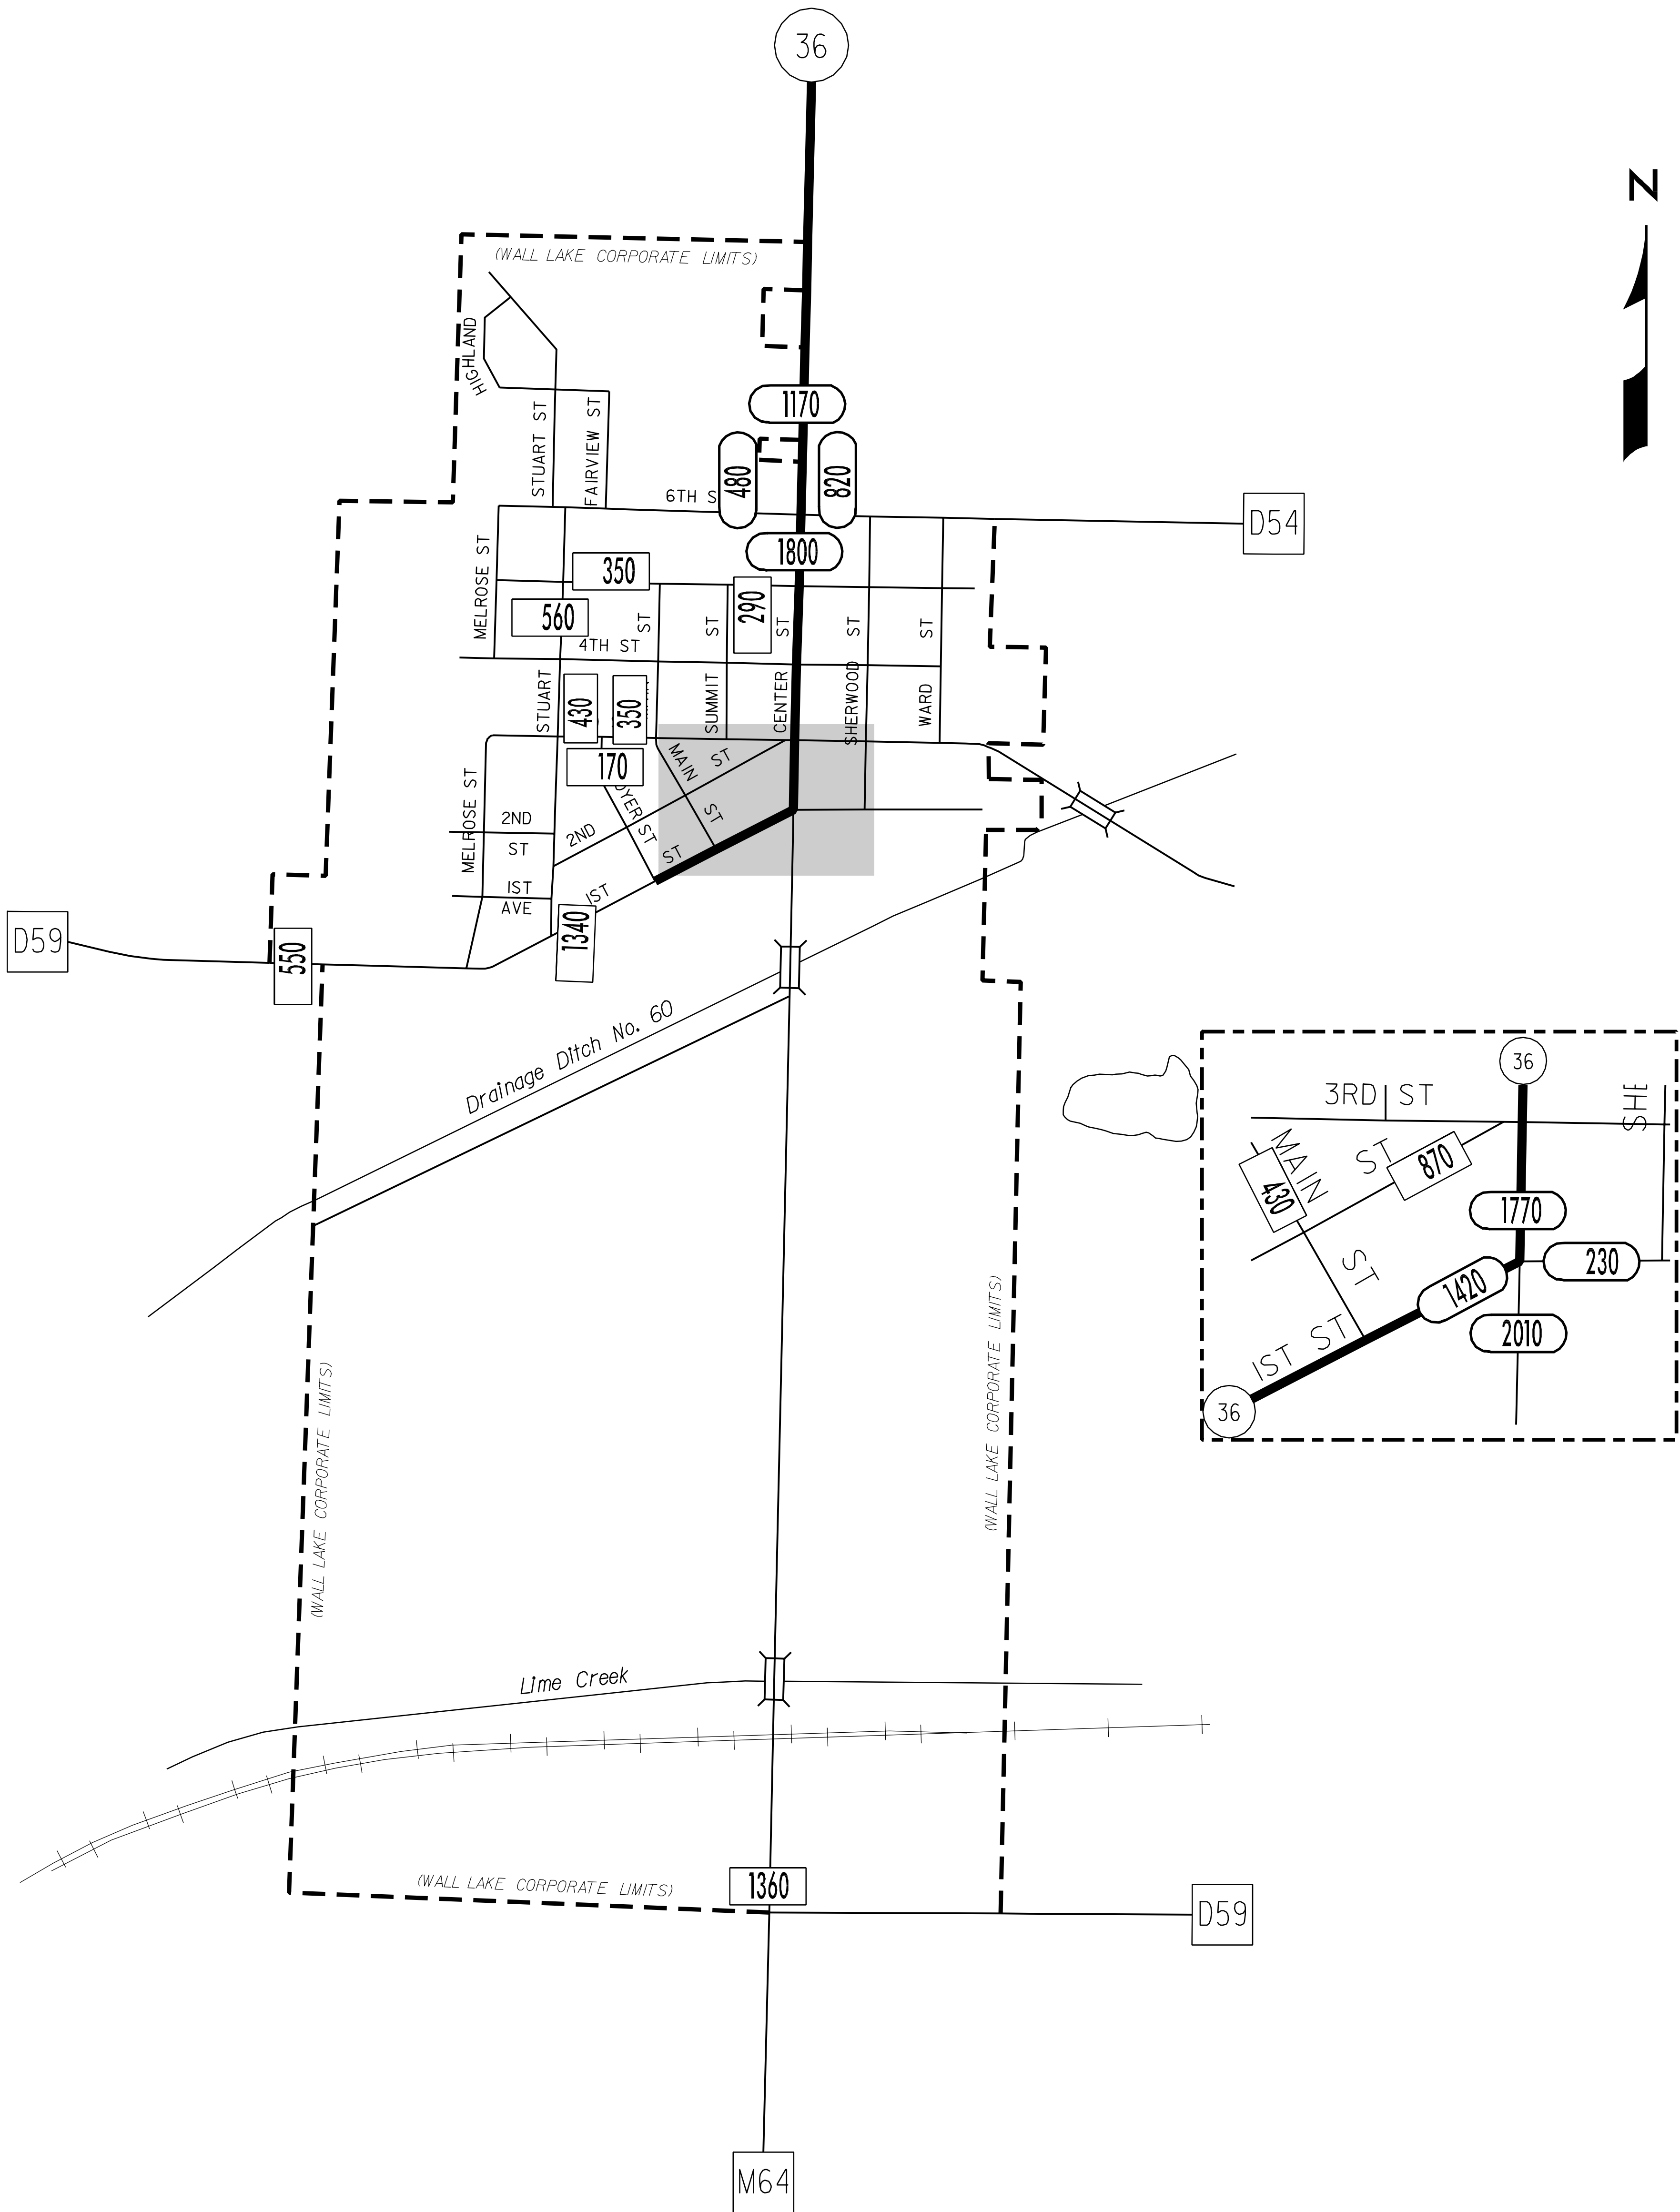 36
N
(WALL LAKE CORPORATE LIMITS)
HIGHLAND
STUART ST
FAIRVIEW ST
1170
480
820
6TH S
D54
1800
MELROSE ST
350
560
290
ST
ST
ST
ST
ST
4TH ST
STUART
430
350
SUMMIT
CENTER
SHERWOOD
WARD
170
MAIN
ST
ST
MELROSE ST
2ND
ST
2ND
OYER ST
ST
1ST
AVE
1ST
1340
D59
550
Drainage Ditch No. 60
36
3RD ST
SHE
MAIN
ST
870
430
1770
ST
230
1420
2010
1ST ST
36
(WALL LAKE CORPORATE LIMITS)
(WALL LAKE CORPORATE LIMITS)
Lime Creek
(WALL LAKE CORPORATE LIMITS)
1360
D59
M64